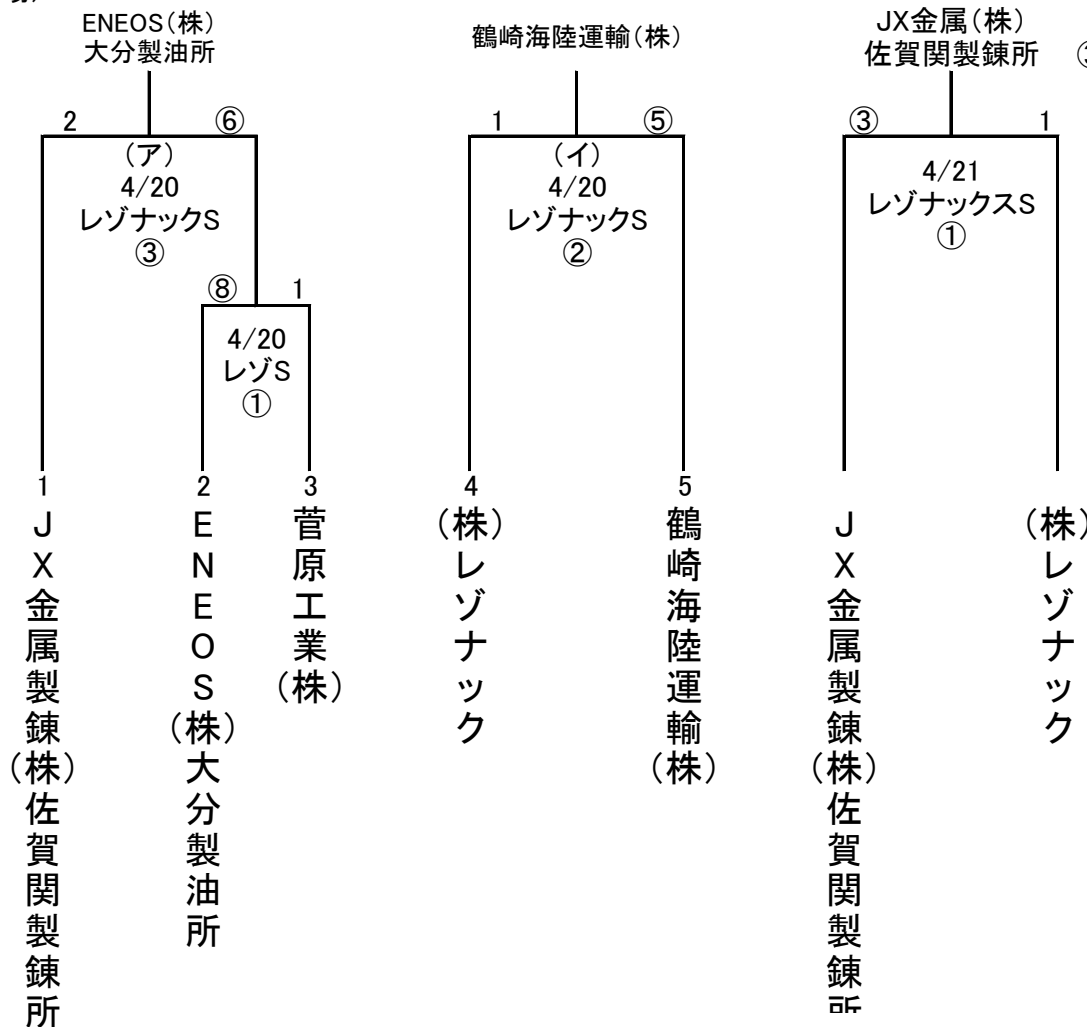 ENEOS(株)
大分製油所
2
⑥
(ア)
4/20
レゾナックS
③
⑧
1
4/20
レゾS
①
1
JX金属製錬(株)佐賀関製錬所
2
ENEOS(株)大分製油所
3
菅原工業(株)
鶴崎海陸運輸(株)
1
⑤
(イ)
4/20
レゾナックS
②
4
(株)レゾナック
5
鶴崎海陸運輸(株)
JX金属(株)
佐賀関製錬所
③
1
4/21
レゾナックスS
①
JX金属製錬(株)佐賀関製錬所
(株)レゾナック